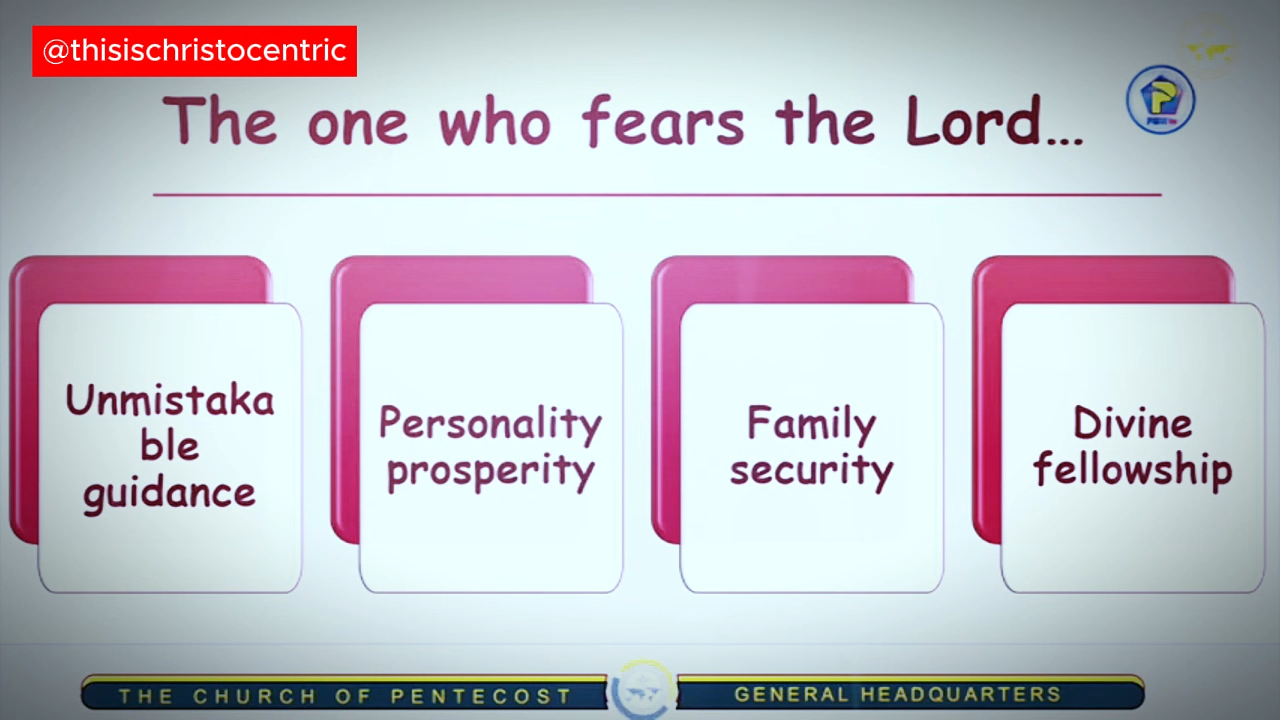 @thisischristocentric
The one who fears the Lord...
Unmistaka
ble
guidance
Personality
prosperity
Family
security
Divine
fellowship
THE CHURCH OF PENTECOST
GENERAL HEADQUARTERS